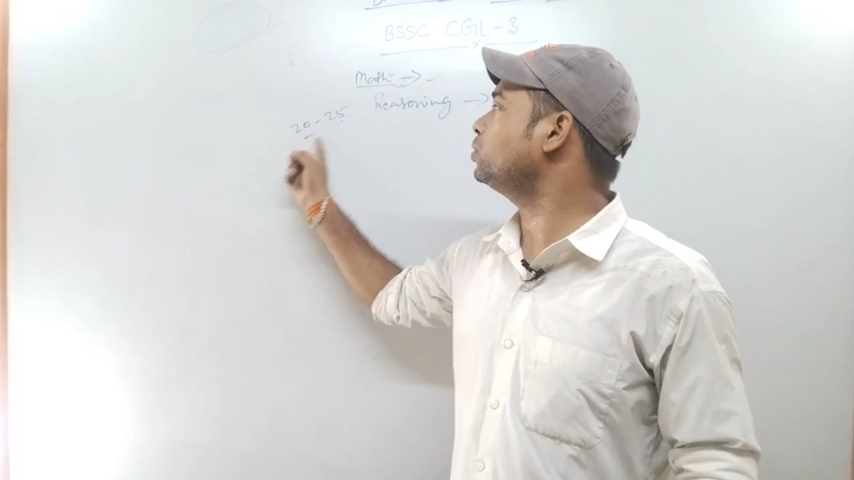 BSSC CGL-3
Math →
Reasoning →
20-25